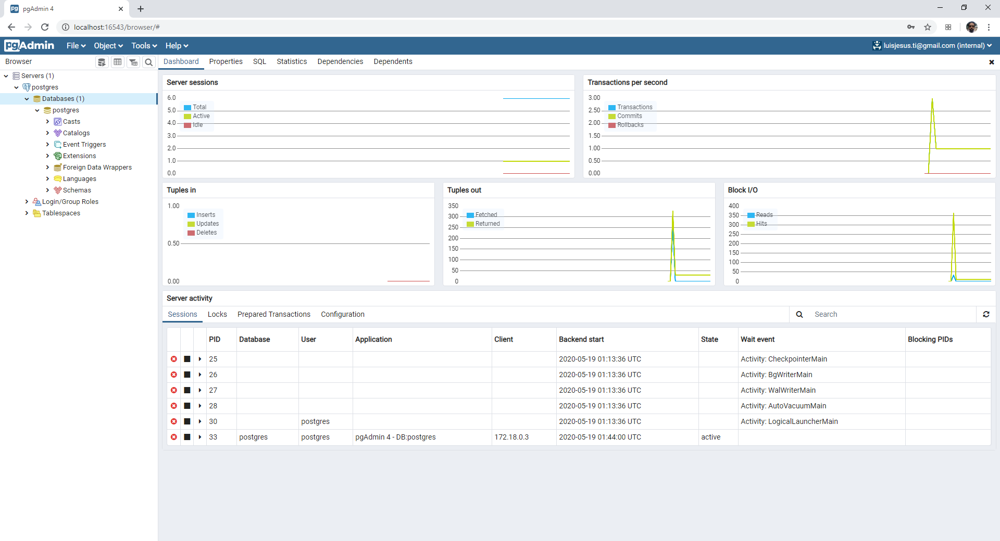 pgAdmin 4
localhost:16543/browser/#
pgAdmin File Object Tools Help luisjesus.ti@gmail.com (internal)
Browser Dashboard Properties SQL Statistics Dependencies Dependents
Servers (1)
postgres
Databases (1)
postgres
Casts
Catalogs
Event Triggers
Extensions
Foreign Data Wrappers
Languages
Schemas
Login/Group Roles
Tablespaces
Server sessions
6.0
5.0
4.0
3.0
2.0
1.0
0.0
Total
Active
Idle
Transactions per second
3.00
2.50
2.00
1.50
1.00
0.50
0.00
Transactions
Commits
Rollbacks
Tuples in
1.00
0.50
0.00
Inserts
Updates
Deletes
Tuples out
350
300
250
200
150
100
50
0
Fetched
Returned
Block I/O
400
350
300
250
200
150
100
50
0
Reads
Hits
Server activity
Sessions Locks Prepared Transactions Configuration Search
PID Database User Application Client Backend start State Wait event Blocking PIDs
25 2020-05-19 01:13:36 UTC Activity: CheckpointerMain
26 2020-05-19 01:13:36 UTC Activity: BgWriterMain
27 2020-05-19 01:13:36 UTC Activity: WalWriterMain
28 2020-05-19 01:13:36 UTC Activity: AutoVacuumMain
30 postgres 2020-05-19 01:13:36 UTC Activity: LogicalLauncherMain
33 postgres postgres pgAdmin 4 - DB:postgres 172.18.0.3 2020-05-19 01:44:00 UTC active